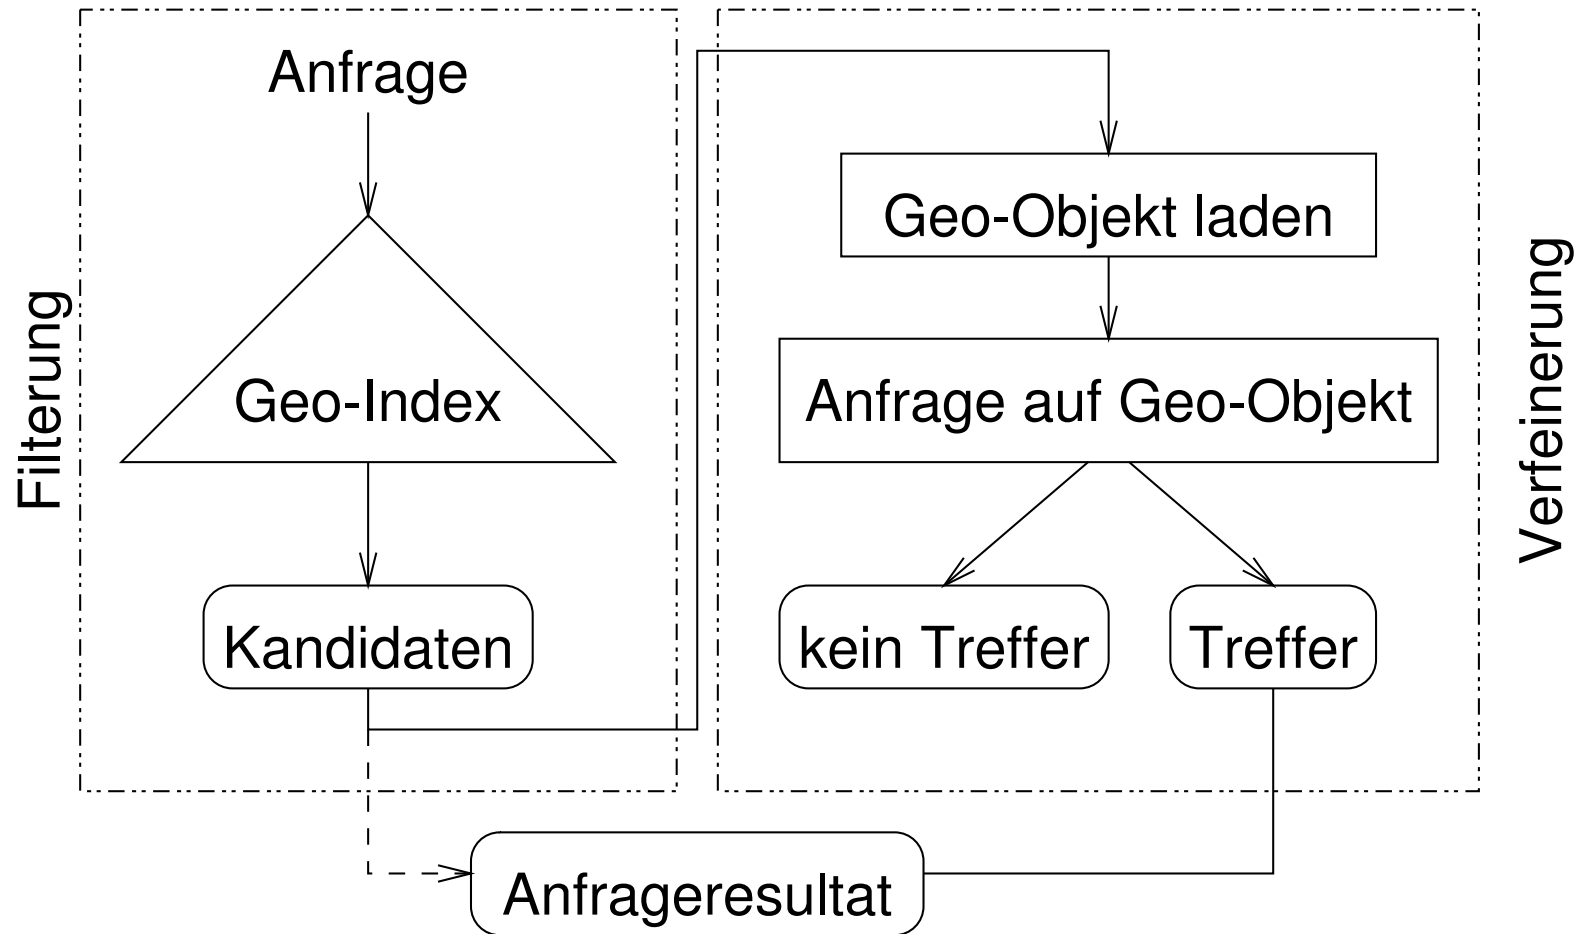 Filterung
Anfrage
Geo-Index
Kandidaten
Geo-Objekt laden
Anfrage auf Geo-Objekt
kein Treffer
Treffer
Verfeinerung
Anfrageresultat